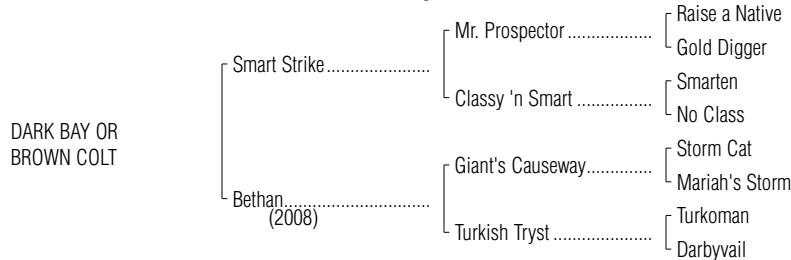 Raise a Native
Mr. Prospector
Gold Digger
Smart Strike
Smarten
Classy 'n Smart
No Class
DARK BAY OR
BROWN COLT
Storm Cat
Giant's Causeway
Mariah's Storm
Bethan
(2008)
Turkoman
Turkish Tryst
Darbyvail